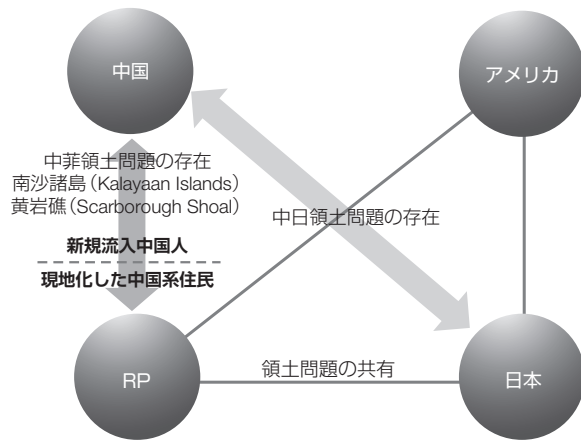 中国
アメリカ
中菲領土問題の存在
南沙諸島（Kalayaan Islands）
黄岩礁（Scarborough Shoal）
中日領土問題の存在
新規流入中国人
現地化した中国系住民
領土問題の共有
RP
日本